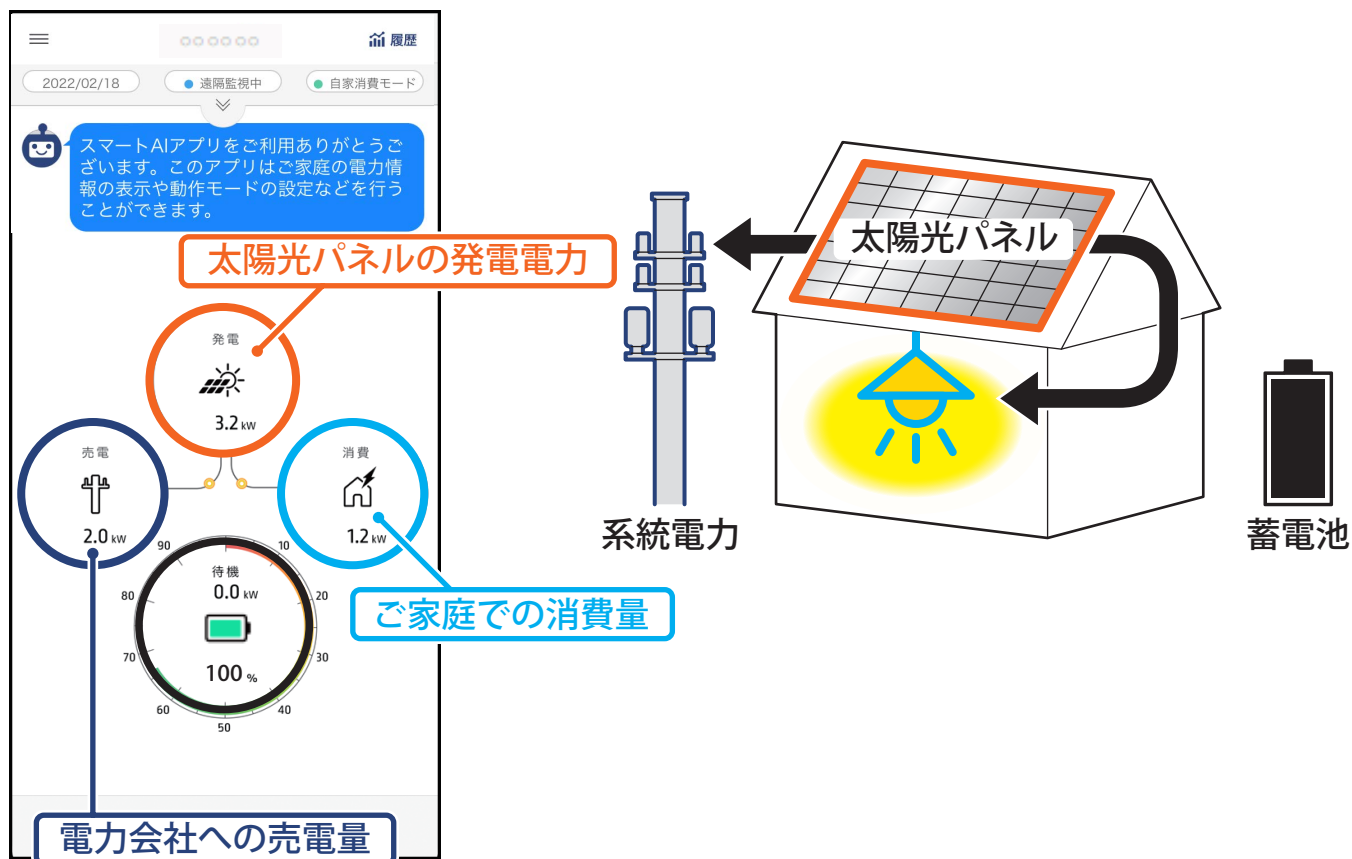 ○○○○○○
履歴
2022/02/18
遠隔監視中
自家消費モード
スマートAIアプリをご利用ありがとうご
ざいます。このアプリはご家庭の電力情
報の表示や動作モードの設定などを行う
ことができます。
太陽光パネルの発電電力
発電
3.2 kW
売電
2.0 kW
消費
1.2 kW
待機
0.0 kW
100 %
10
20
30
40
50
60
70
80
90
ご家庭での消費量
電力会社への売電量
太陽光パネル
系統電力
蓄電池